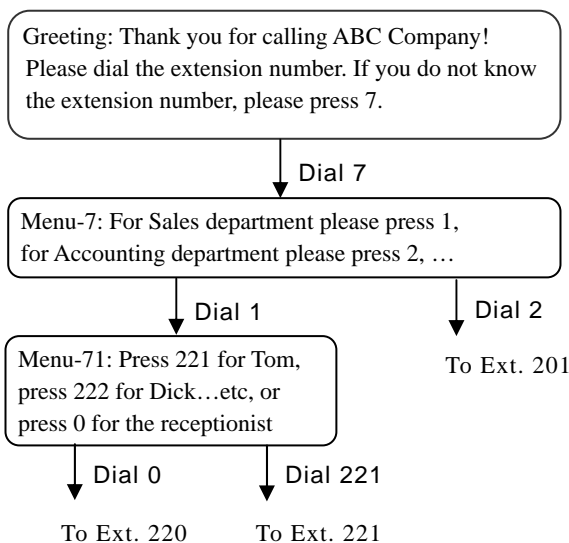 Greeting: Thank you for calling ABC Company!
Please dial the extension number. If you do not know
the extension number, please press 7.
Dial 7
Menu-7: For Sales department please press 1,
for Accounting department please press 2, …
Dial 1
Dial 2
Menu-71: Press 221 for Tom,
press 222 for Dick…etc, or
press 0 for the receptionist
To Ext. 201
Dial 0
Dial 221
To Ext. 220
To Ext. 221